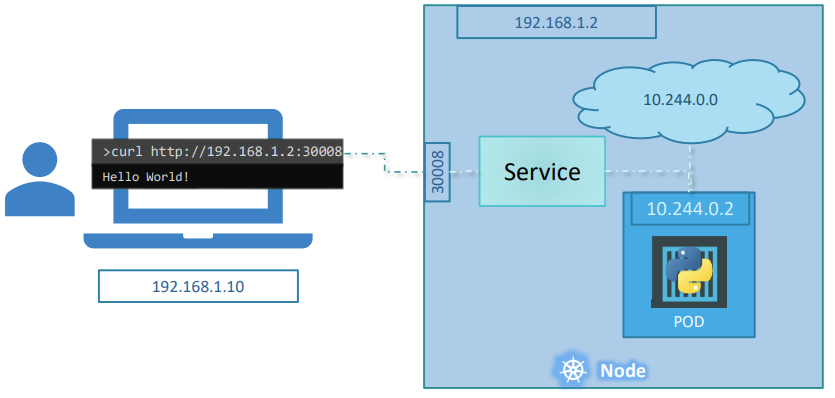 192.168.1.2
10.244.0.0
>curl http://192.168.1.2:30008
Hello World!
30008
Service
10.244.0.2
POD
192.168.1.10
Node